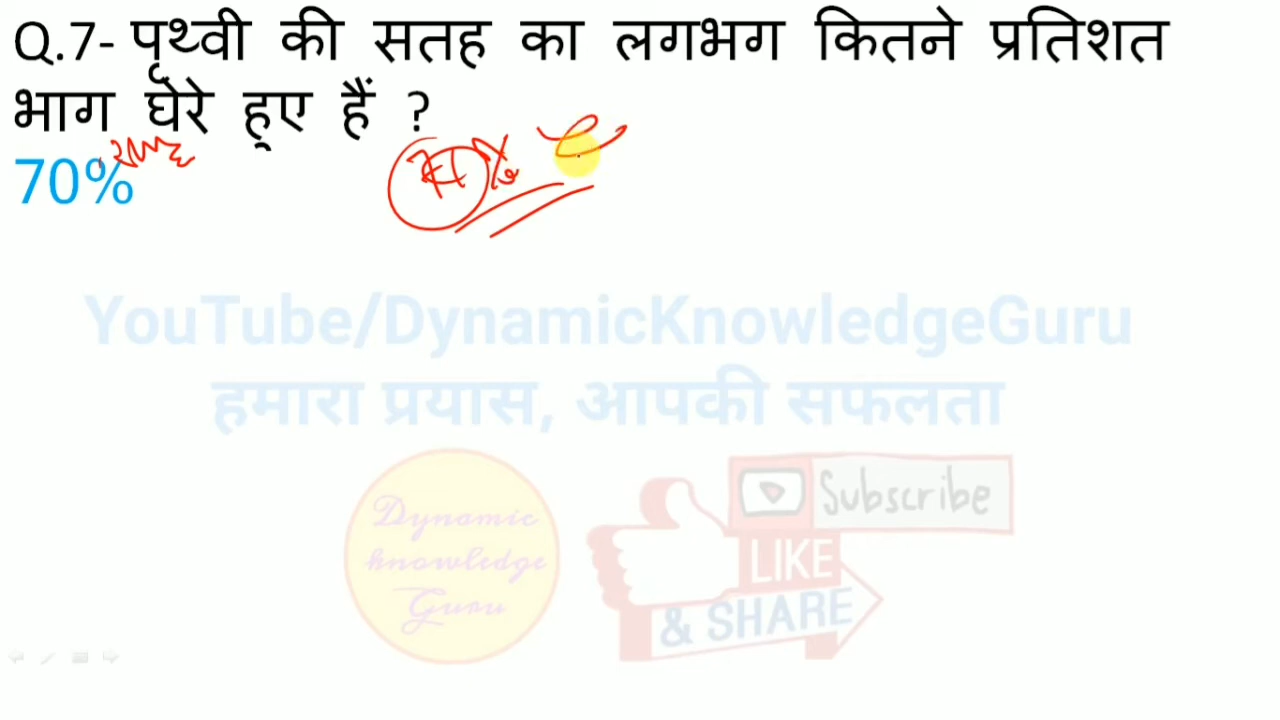 Q.7- पृथ्वी की सतह का लगभग कितने प्रतिशत
भाग घेरे हुए हैं ?
70%
71%
YouTube/DynamicKnowledgeGuru
हमारा प्रयास, आपकी सफलता
Dynamic
knowledge
Guru
Subscribe
LIKE
& SHARE